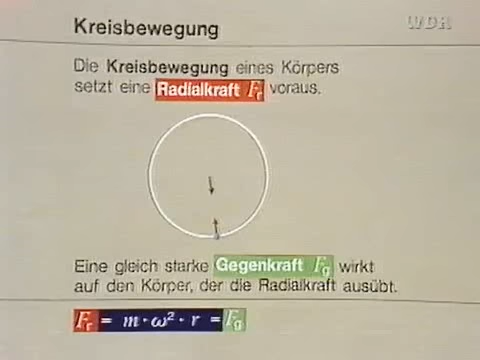 Kreisbewegung
WDR
Die Kreisbewegung eines Körpers
setzt eine Radialkraft Fr voraus.
Eine gleich starke Gegenkraft Fg wirkt
auf den Körper, der die Radialkraft ausübt.
Fr = m · ω² · r = Fg